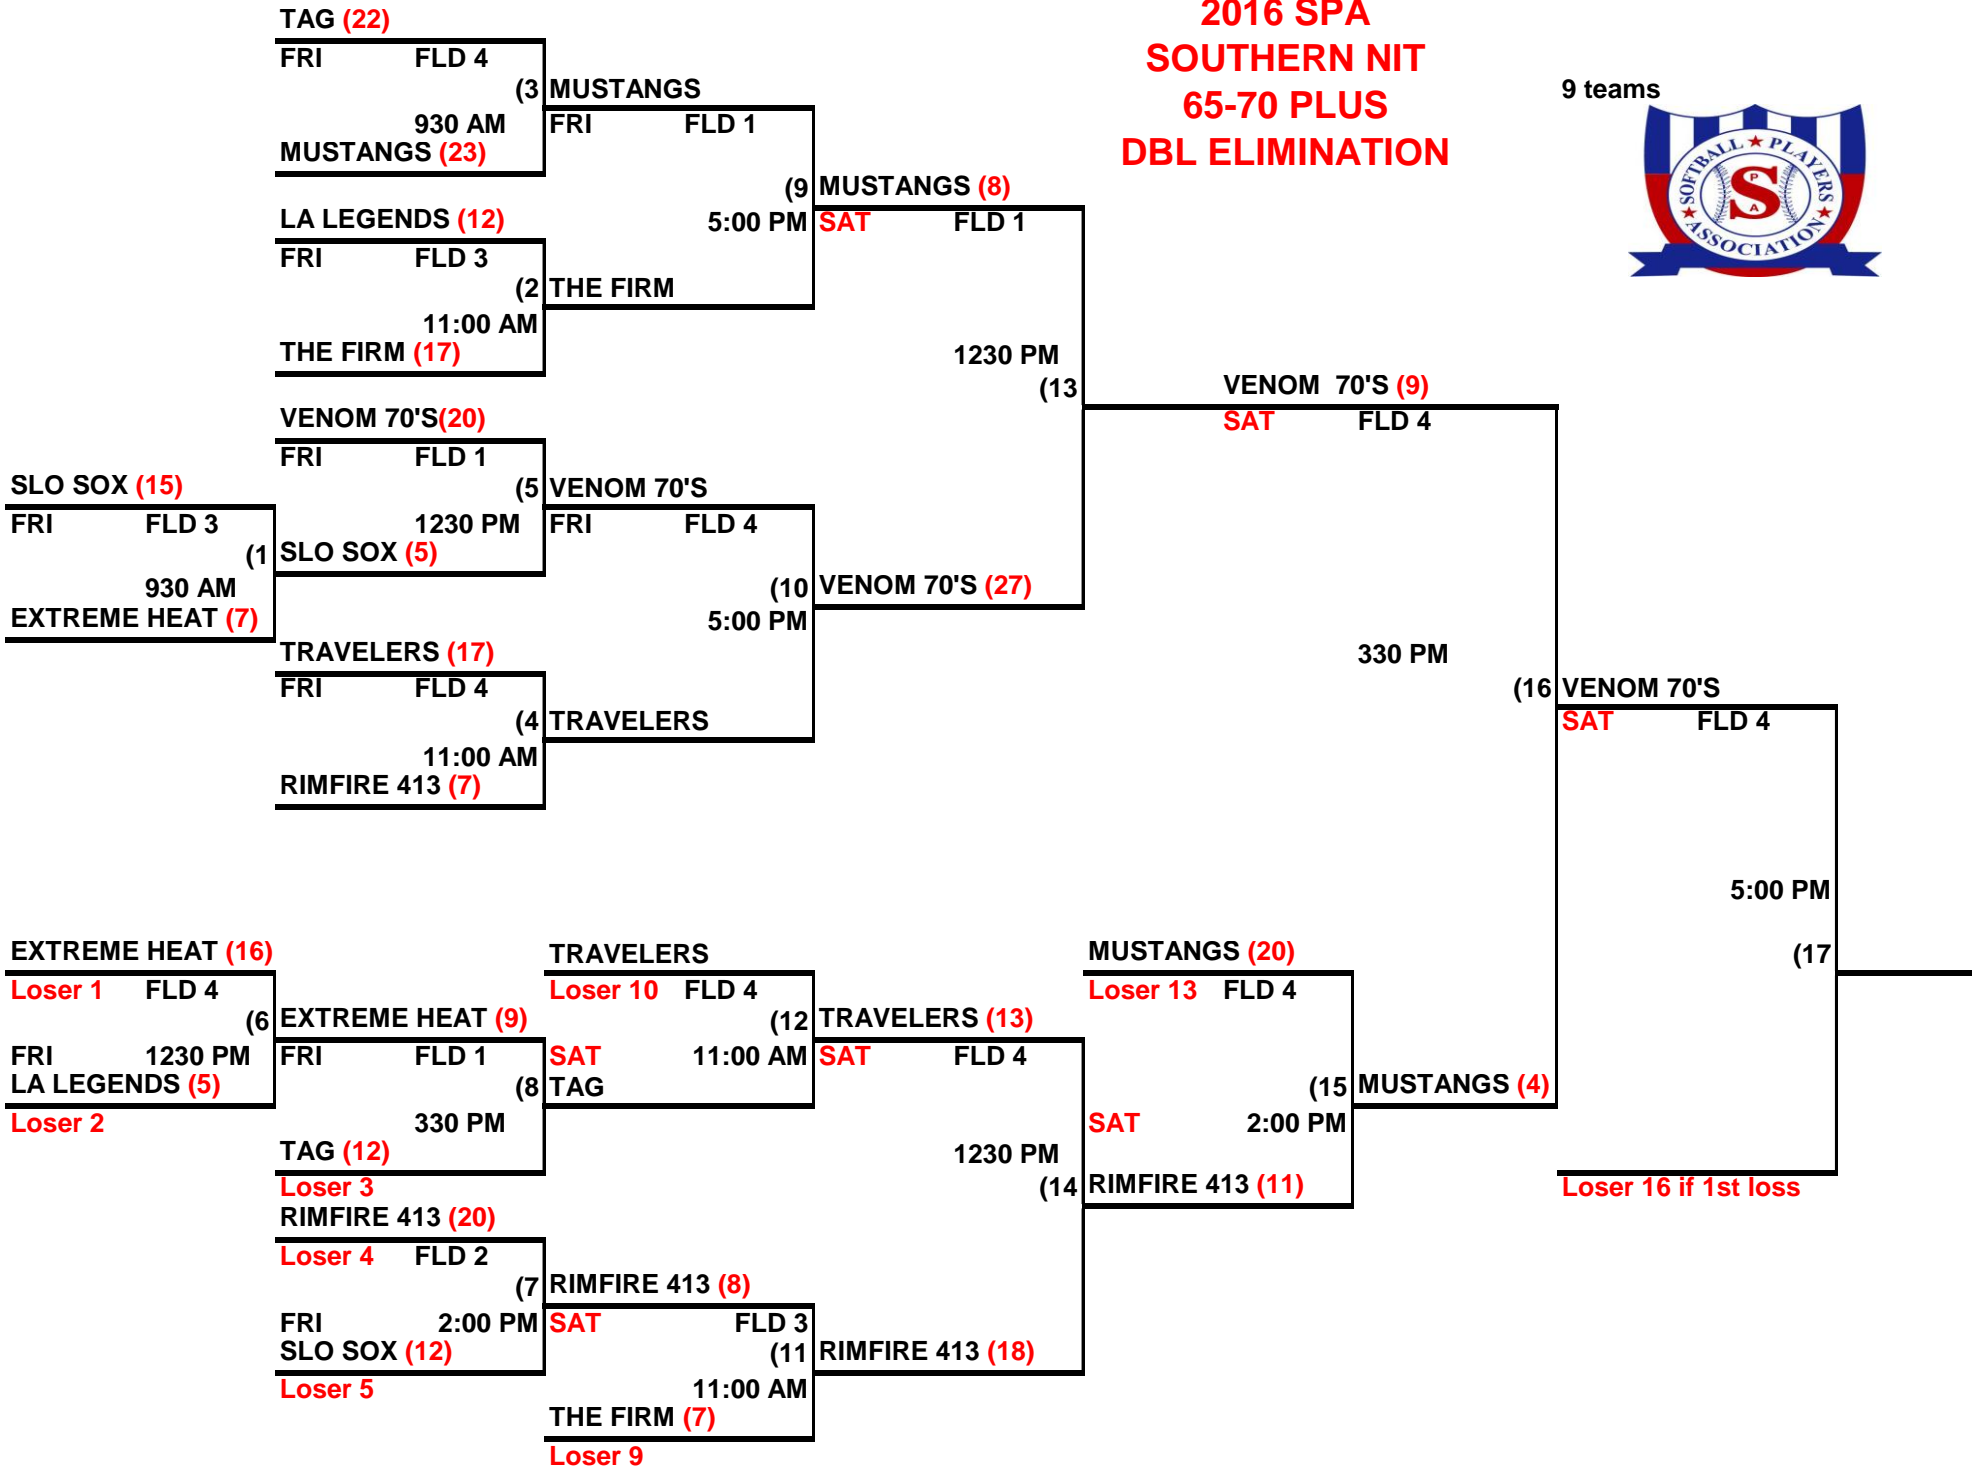 2016 SPA
SOUTHERN NIT
65-70 PLUS
DBL ELIMINATION
9 teams
SOFTBALL ★ PLAYERS ★ ASSOCIATION ★
P
S
A
TAG (22)
FRI FLD 4
(3 MUSTANGS
930 AM FRI FLD 1
MUSTANGS (23)
(9 MUSTANGS (8)
LA LEGENDS (12)
5:00 PM SAT FLD 1
FRI FLD 3
(2 THE FIRM
11:00 AM
THE FIRM (17)
1230 PM
(13 VENOM 70'S (9)
VENOM 70'S(20)
SAT FLD 4
FRI FLD 1
SLO SOX (15)
(5 VENOM 70'S
FRI FLD 3
1230 PM FRI FLD 4
(1 SLO SOX (5)
930 AM
(10 VENOM 70'S (27)
EXTREME HEAT (7)
5:00 PM
TRAVELERS (17)
330 PM
FRI FLD 4
(16 VENOM 70'S
(4 TRAVELERS
SAT FLD 4
11:00 AM
RIMFIRE 413 (7)
5:00 PM
EXTREME HEAT (16)
TRAVELERS
MUSTANGS (20)
(17
Loser 1 FLD 4
Loser 10 FLD 4
Loser 13 FLD 4
(6 EXTREME HEAT (9)
(12 TRAVELERS (13)
FRI 1230 PM FRI FLD 1
SAT 11:00 AM SAT FLD 4
LA LEGENDS (5)
(8 TAG
(15 MUSTANGS (4)
Loser 2
330 PM
SAT 2:00 PM
TAG (12)
1230 PM
Loser 3
(14 RIMFIRE 413 (11)
Loser 16 if 1st loss
RIMFIRE 413 (20)
Loser 4 FLD 2
(7 RIMFIRE 413 (8)
FRI 2:00 PM SAT FLD 3
SLO SOX (12)
(11 RIMFIRE 413 (18)
Loser 5
11:00 AM
THE FIRM (7)
Loser 9